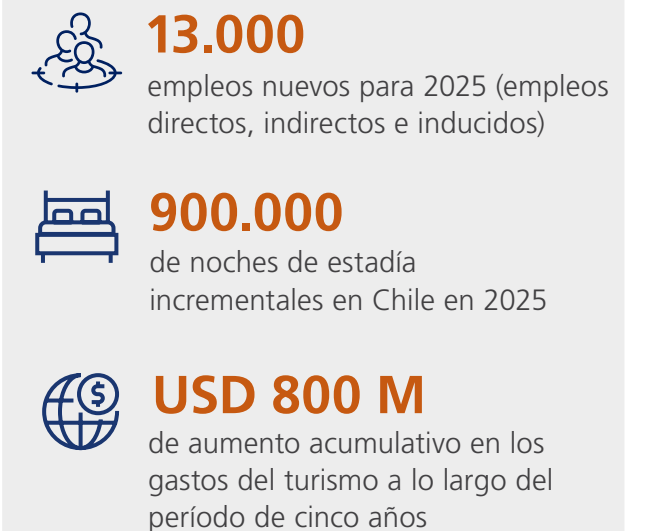 13.000
empleos nuevos para 2025 (empleos
directos, indirectos e inducidos)
900.000
de noches de estadía
incrementales en Chile en 2025
$
USD 800 M
de aumento acumulativo en los
gastos del turismo a lo largo del
período de cinco años